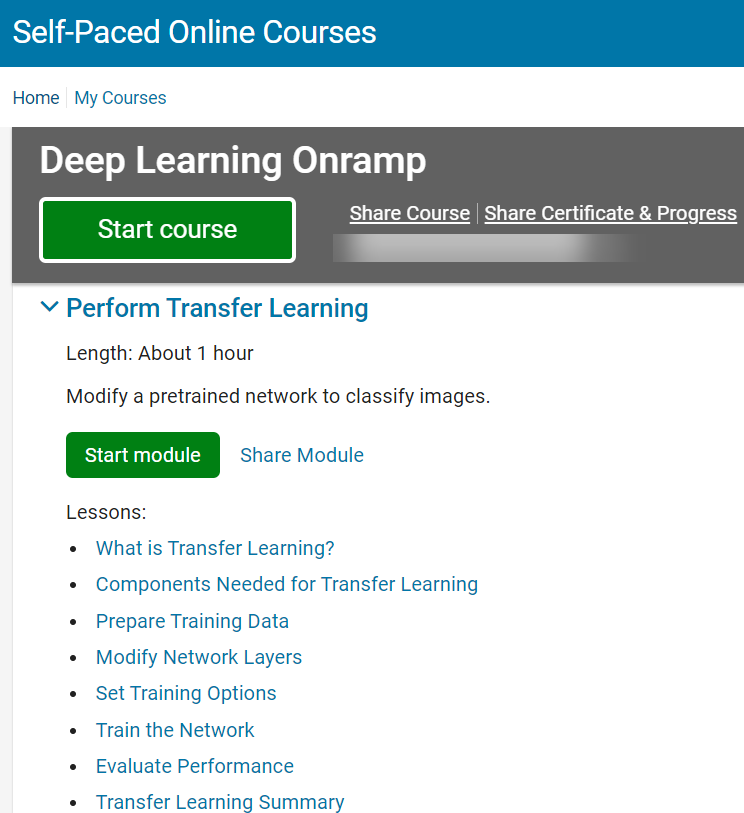 Self-Paced Online Courses
Home My Courses
Deep Learning Onramp
Start course
Share Course Share Certificate & Progress
Perform Transfer Learning
Length: About 1 hour
Modify a pretrained network to classify images.
Start module Share Module
Lessons:
What is Transfer Learning?
Components Needed for Transfer Learning
Prepare Training Data
Modify Network Layers
Set Training Options
Train the Network
Evaluate Performance
Transfer Learning Summary